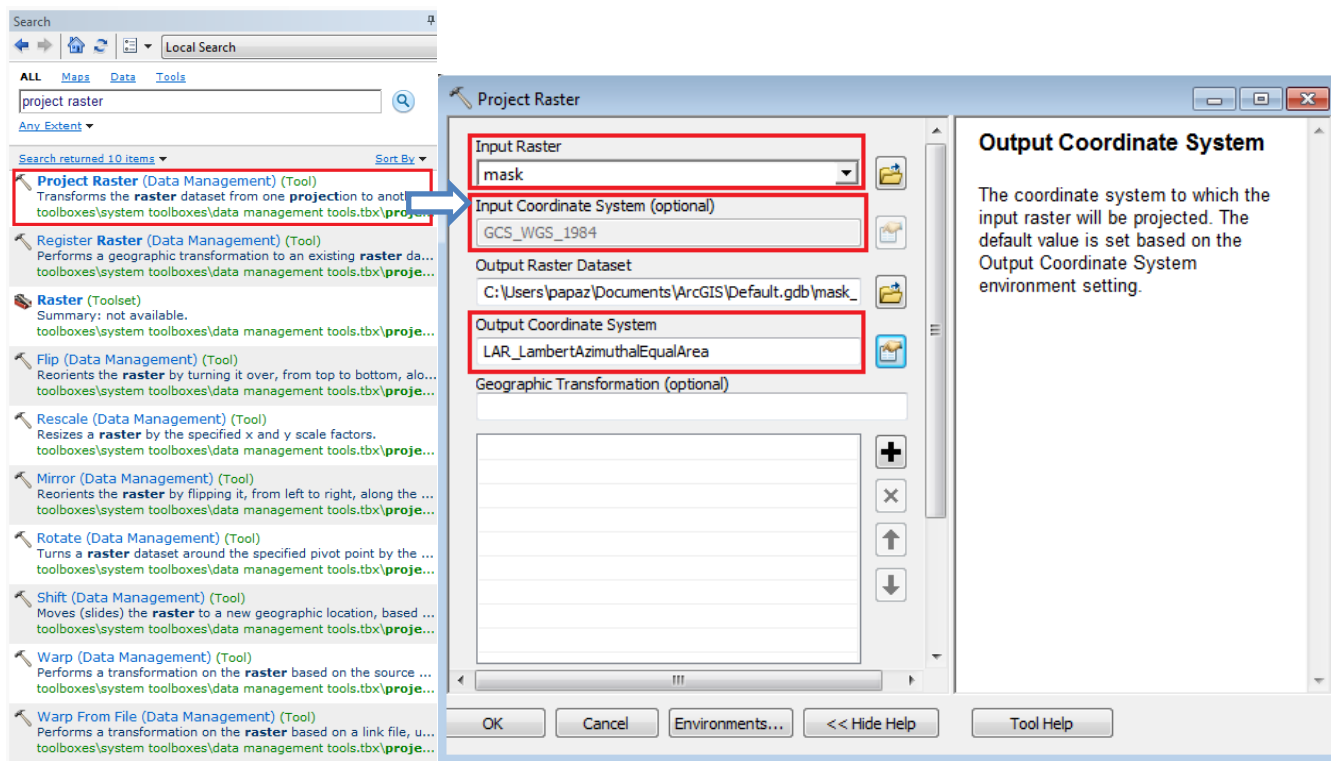 Search
Local Search
ALL Maps Data Tools
project raster
Any Extent
Search returned 10 items Sort By
Project Raster (Data Management) (Tool)
Transforms the raster dataset from one projection to anoth
toolboxes\system toolboxes\data management tools.tbx\proje
Register Raster (Data Management) (Tool)
Performs a geographic transformation to an existing raster da...
toolboxes\system toolboxes\data management tools.tbx\proje...
Raster (Toolset)
Summary: not available.
toolboxes\system toolboxes\data management tools.tbx\proje...
Flip (Data Management) (Tool)
Reorients the raster by turning it over, from top to bottom, alo...
toolboxes\system toolboxes\data management tools.tbx\proje...
Rescale (Data Management) (Tool)
Resizes a raster by the specified x and y scale factors.
toolboxes\system toolboxes\data management tools.tbx\proje...
Mirror (Data Management) (Tool)
Reorients the raster by flipping it, from left to right, along the ...
toolboxes\system toolboxes\data management tools.tbx\proje...
Rotate (Data Management) (Tool)
Turns a raster dataset around the specified pivot point by the ...
toolboxes\system toolboxes\data management tools.tbx\proje...
Shift (Data Management) (Tool)
Moves (slides) the raster to a new geographic location, based ...
toolboxes\system toolboxes\data management tools.tbx\proje...
Warp (Data Management) (Tool)
Performs a transformation on the raster based on the source ...
toolboxes\system toolboxes\data management tools.tbx\proje...
Warp From File (Data Management) (Tool)
Performs a transformation on the raster based on a link file, u...
toolboxes\system toolboxes\data management tools.tbx\proje...
Project Raster
Input Raster
mask
Input Coordinate System (optional)
GCS_WGS_1984
Output Raster Dataset
C:\Users\papaz\Documents\ArcGIS\Default.gdb\mask_
Output Coordinate System
LAR_LambertAzimuthalEqualArea
Geographic Transformation (optional)
OK Cancel Environments... << Hide Help Tool Help
Output Coordinate System
The coordinate system to which the
input raster will be projected. The
default value is set based on the
Output Coordinate System
environment setting.